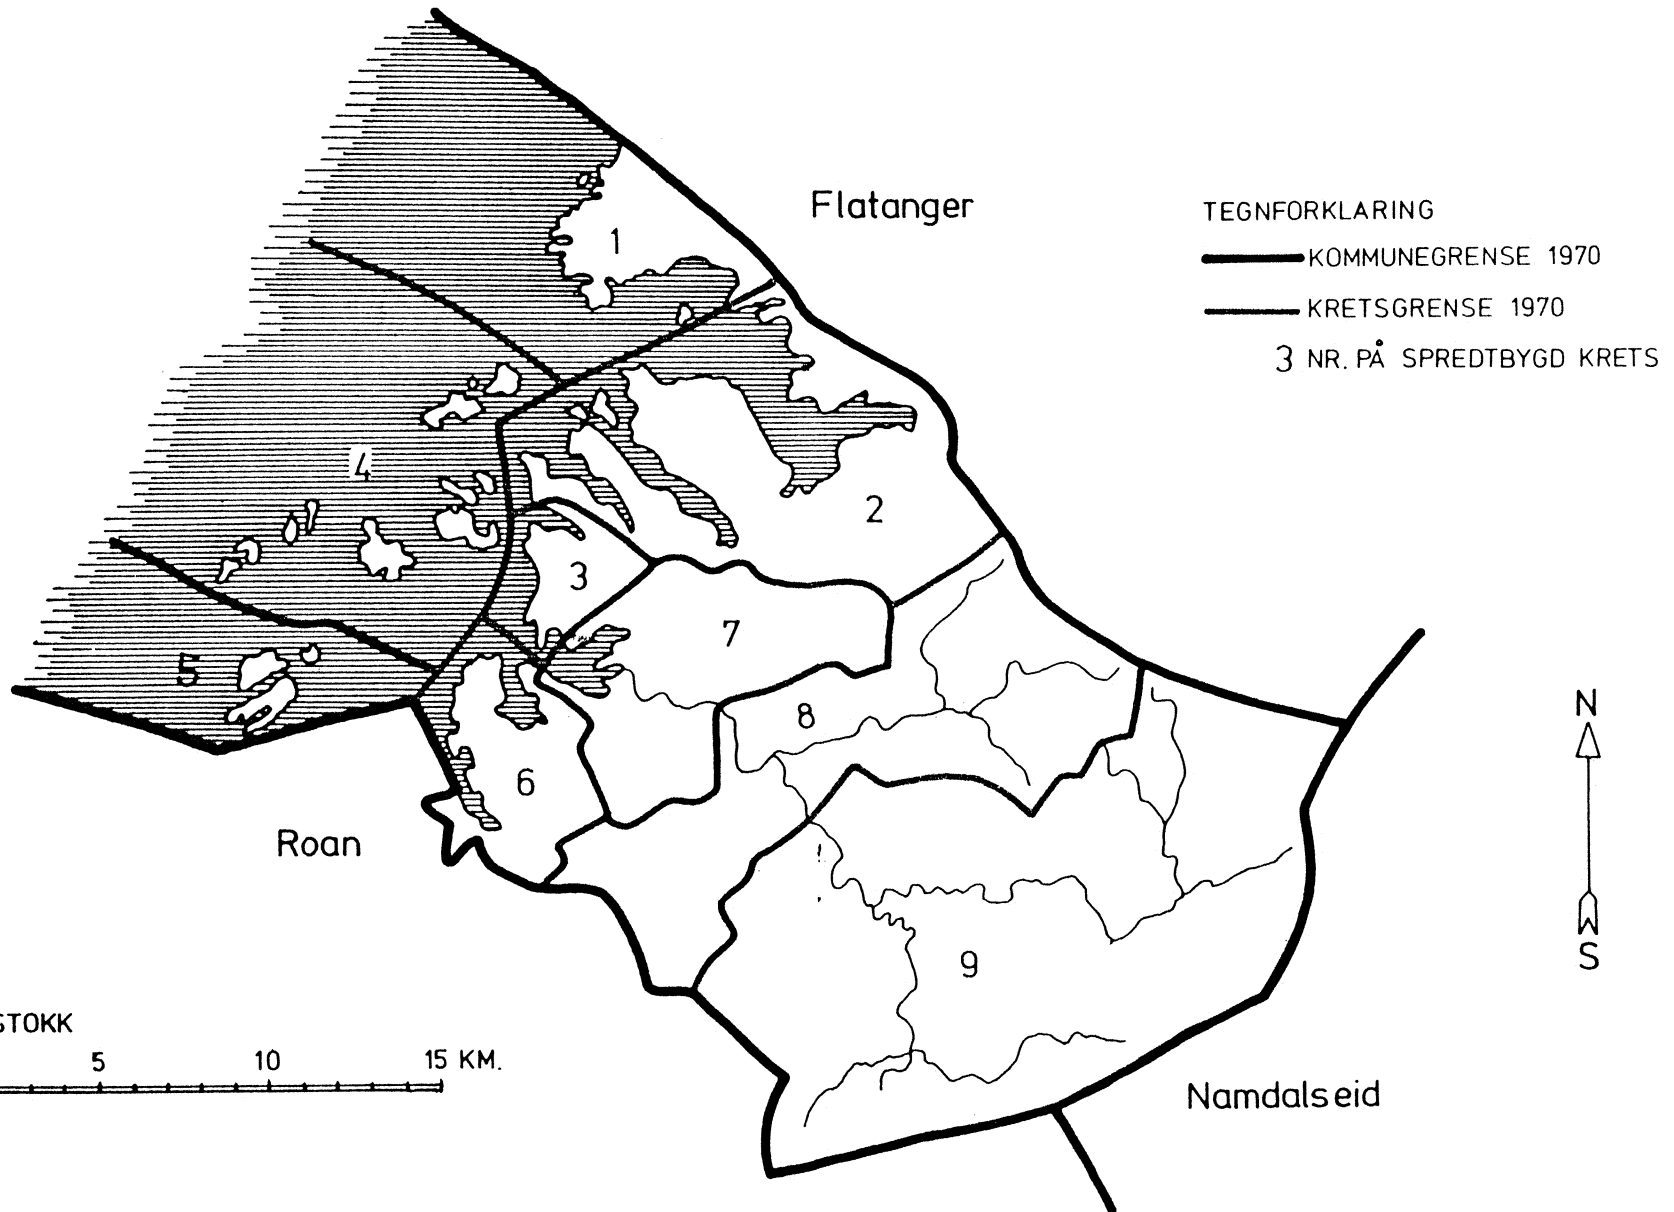 Flatanger
TEGNFORKLARING
KOMMUNEGRENSE 1970
KRETSGRENSE 1970
3 NR. PÅ SPREDTBYGD KRETS
1
2
3
4
5
6
7
8
9
N
S
Roan
Namdalseid
STOKK
5 10 15 KM.